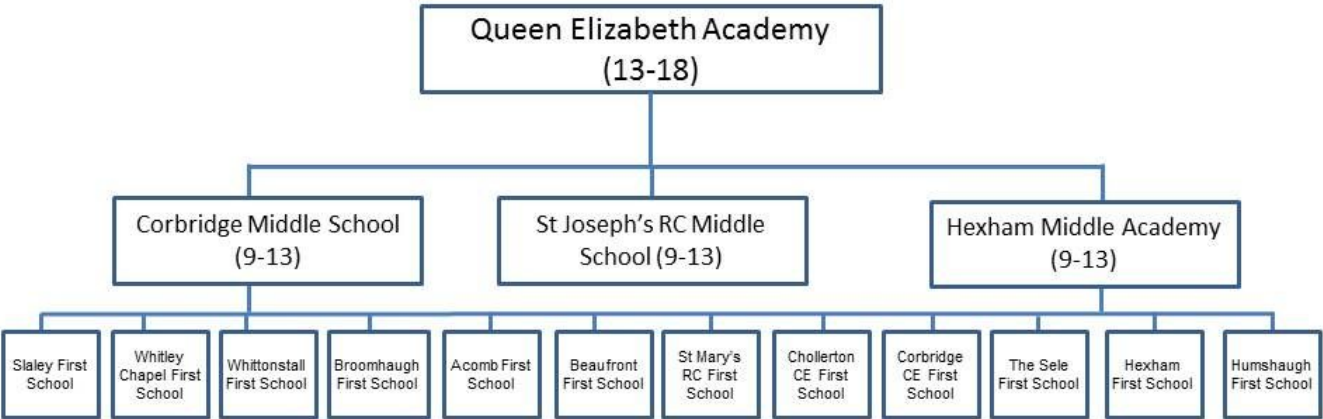 Queen Elizabeth Academy
(13-18)
Corbridge Middle School
(9-13)
St Joseph's RC Middle
School (9-13)
Hexham Middle Academy
(9-13)
Slaley First
School
Whitley
Chapel First
School
Whittonstall
First School
Broomhaugh
First School
Acomb First
School
Beaufront
First School
St Mary's
RC First
School
Chollerton
CE First
School
Corbridge
CE First
School
The Sele
First School
Hexham
First School
Humshaugh
First School